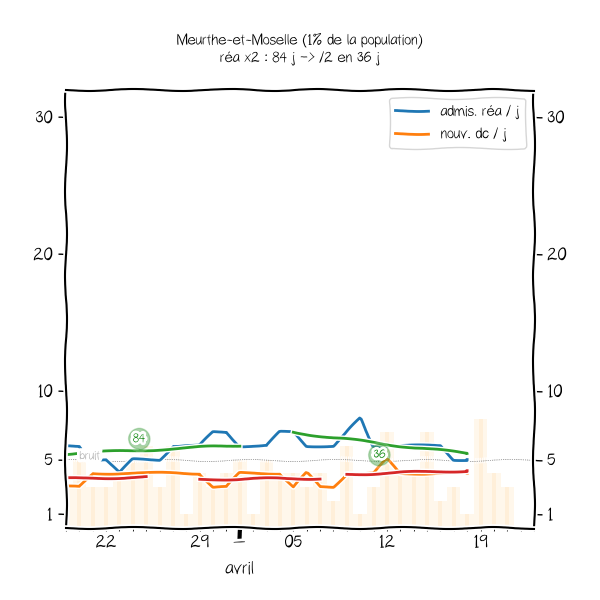 Meurthe-et-Moselle (1% de la population)
réa x2 : 84 j -> /2 en 36 j
admis. réa / j
nouv. dc / j
30
30
20
20
10
10
84
36
bruit
5
5
1
1
22
29
05
12
19
avril